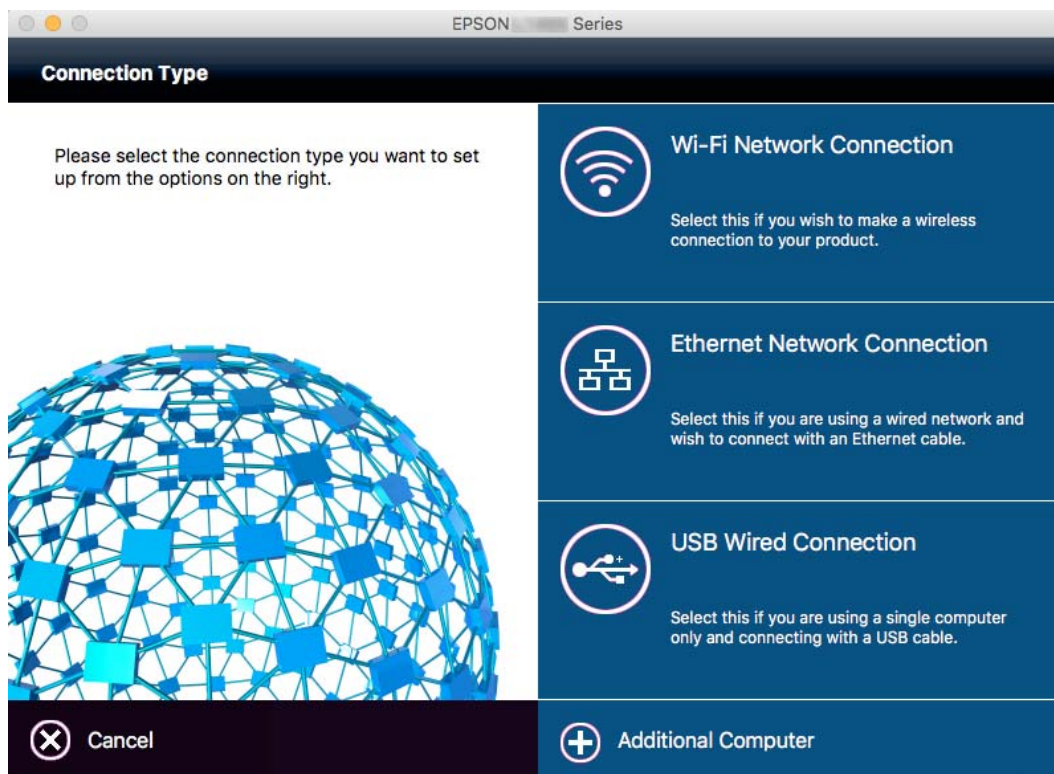 EPSON Series
Connection Type
Please select the connection type you want to set
up from the options on the right.
Wi-Fi Network Connection
Select this if you wish to make a wireless
connection to your product.
Ethernet Network Connection
Select this if you are using a wired network and
wish to connect with an Ethernet cable.
USB Wired Connection
Select this if you are using a single computer
only and connecting with a USB cable.
Cancel
Additional Computer